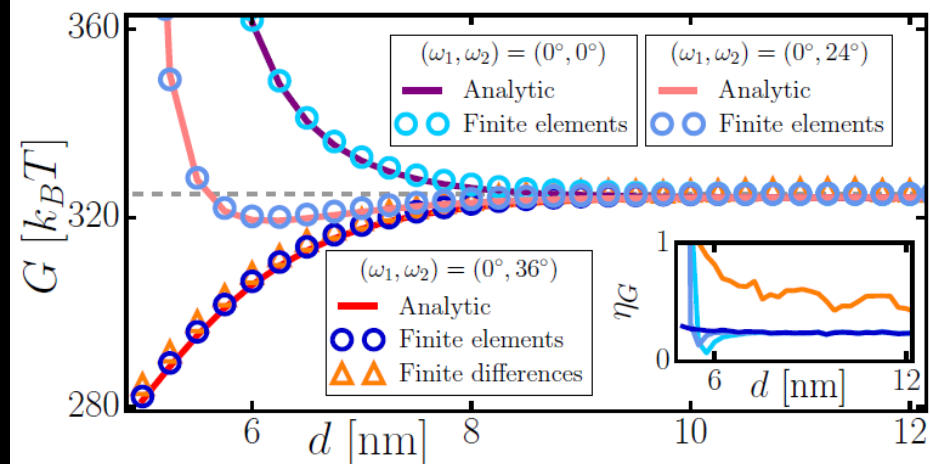 360
320
280
G [k_BT]
(ω₁, ω₂) = (0°, 0°)
Analytic
Finite elements
(ω₁, ω₂) = (0°, 24°)
Analytic
Finite elements
(ω₁, ω₂) = (0°, 36°)
Analytic
Finite elements
Finite differences
1
η_G
0
6
d [nm]
12
6
d [nm]
8
10
12